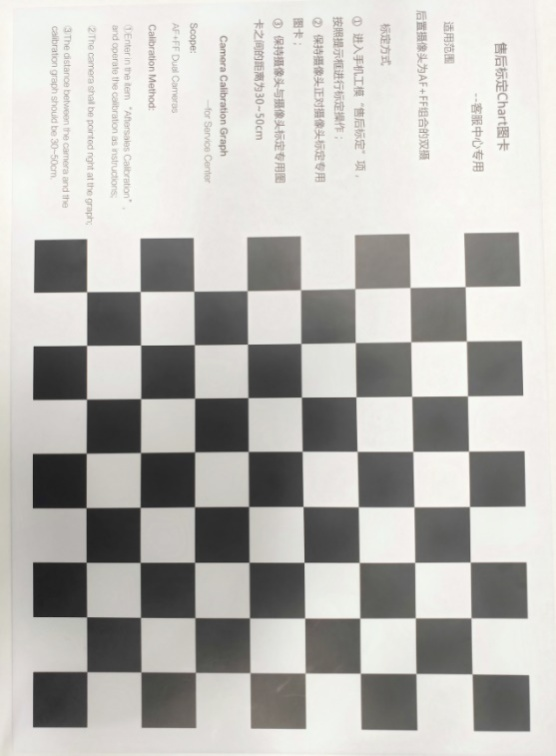 售后标定Chart图卡
--客服中心专用
适用范围
后置摄像头为AF+FF组合的双摄
标定方式
① 进入手机工模“售后标定”项，
按照提示框进行标定操作；
② 保持摄像头正对摄像头标定专用
图卡；
③ 保持摄像头与摄像头标定专用图
卡之间的距离为30~50cm
Camera Calibration Graph
—for Service Center
Scope:
AF+FF Dual Cameras
Calibration Method:
①Enter in the item “Aftersales Calibration”,
and operate the calibration as instructions;
②The camera shall be pointed right at the graph;
③The distance between the camera and the
calibration graph should be 30~50cm.